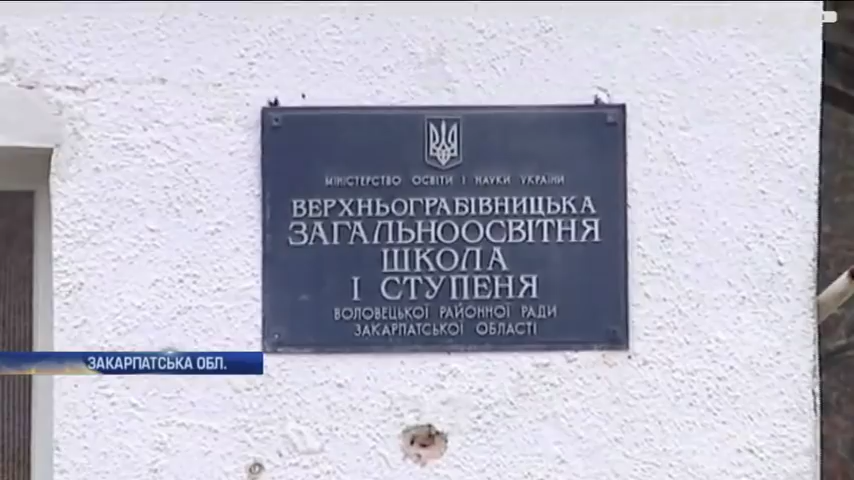 МІНІСТЕРСТВО ОСВІТИ І НАУКИ УКРАЇНИ
ВЕРХНЬОГРАБІВНИЦЬКА
ЗАГАЛЬНООСВІТНЯ
ШКОЛА
І СТУПЕНЯ
ВОЛОВЕЦЬКОЇ РАЙОННОЇ РАДИ
ЗАКАРПАТСЬКОЇ ОБЛАСТІ
ЗАКАРПАТСЬКА ОБЛ.